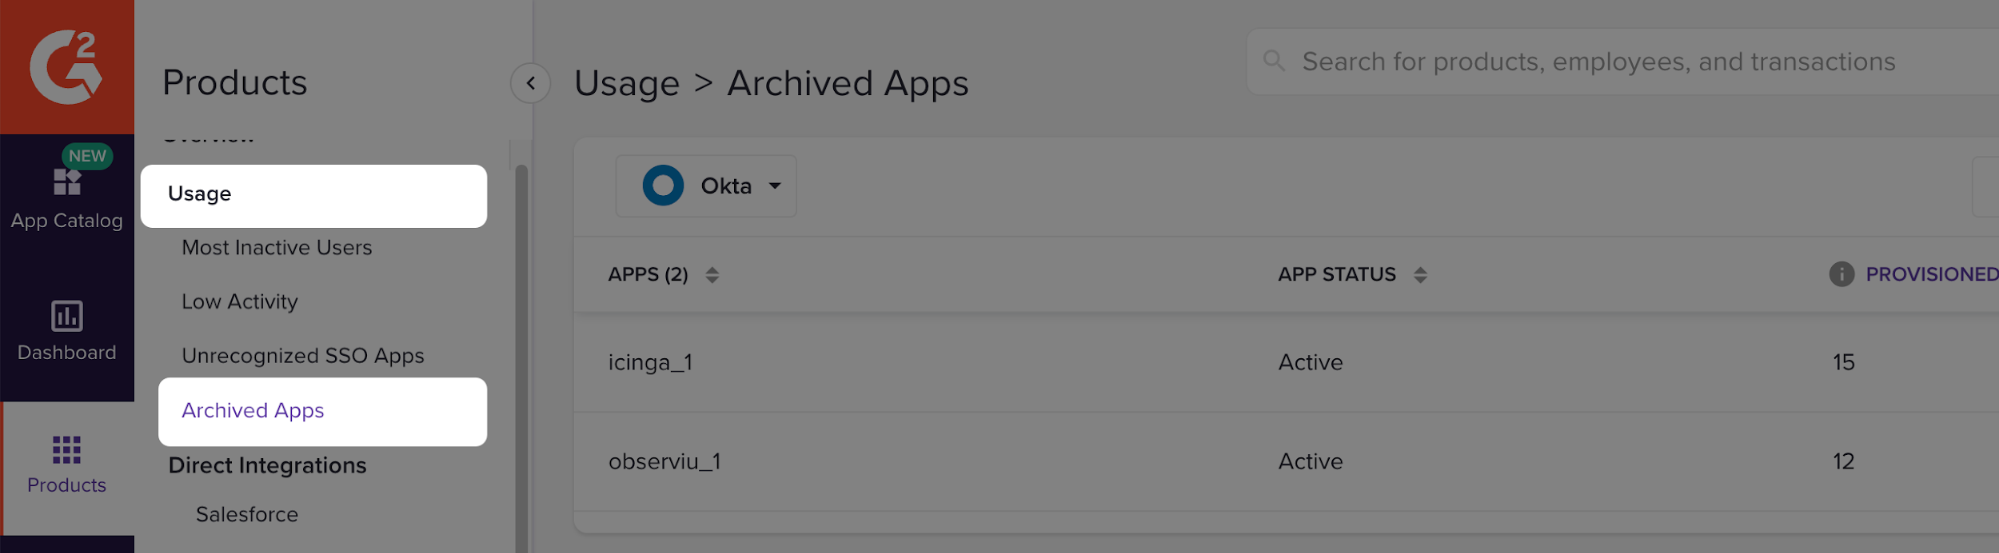 G2
NEW
App Catalog
Dashboard
Products
Products
Overview
Usage
Most Inactive Users
Low Activity
Unrecognized SSO Apps
Archived Apps
Direct Integrations
Salesforce
Usage > Archived Apps
Search for products, employees, and transactions
Okta
APPS (2)
APP STATUS
PROVISIONED
icinga_1
Active
15
observiu_1
Active
12